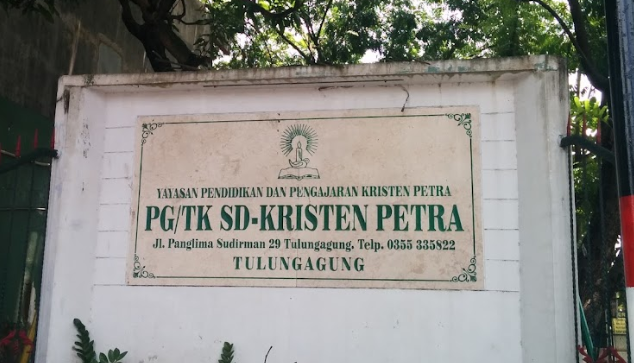 YAYASAN PENDIDIKAN DAN PENGAJARAN KRISTEN PETRA
PG/TK SD-KRISTEN PETRA
Jl. Panglima Sudirman 29 Tulungagung, Telp. 0355 335822
TULUNGAGUNG